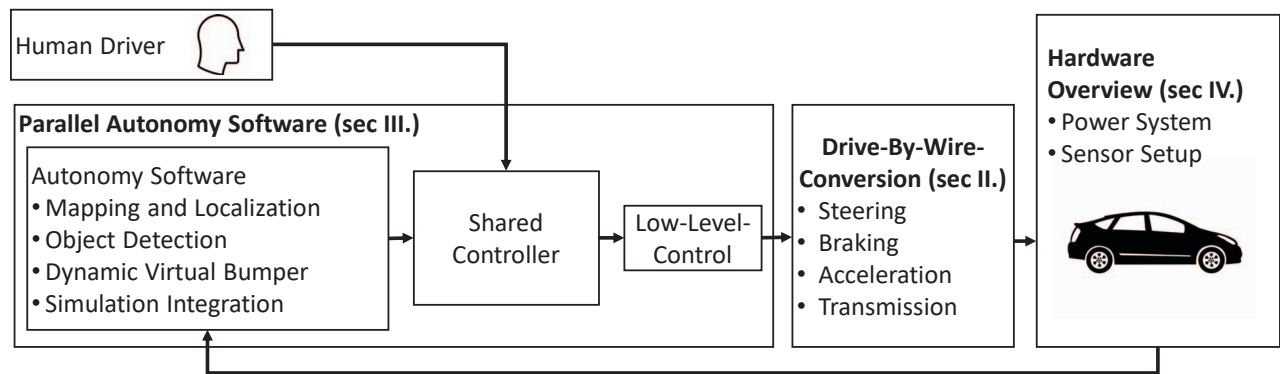 Human Driver
Parallel Autonomy Software (sec III.)
Autonomy Software
• Mapping and Localization
• Object Detection
• Dynamic Virtual Bumper
• Simulation Integration
Shared
Controller
Low-Level-
Control
Drive-By-Wire-
Conversion (sec II.)
• Steering
• Braking
• Acceleration
• Transmission
Hardware
Overview (sec IV.)
• Power System
• Sensor Setup